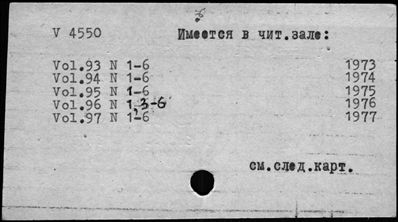 V 4550 Имеется в чит.зале:
Vol.93 N 1-6 1973
Vol.94 N 1-6 1974
Vol.95 N 1-6 1975
Vol.96 N 1,3-6 1976
Vol.97 N 1-6 1977
см.след.карт.